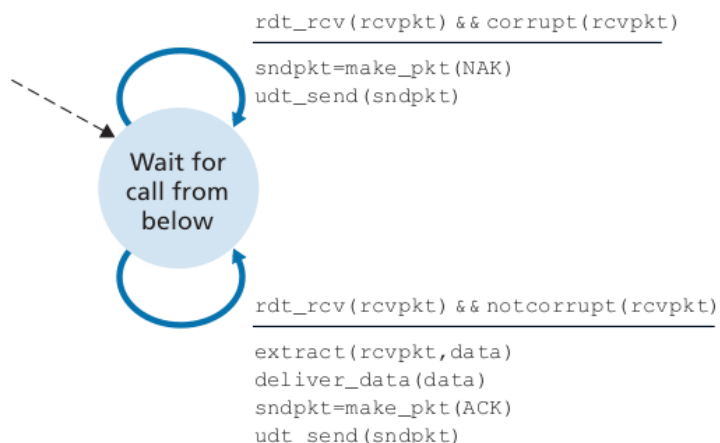 rdt_rcv(rcvpkt) && corrupt(rcvpkt)
sndpkt=make_pkt(NAK)
udt_send(sndpkt)
Wait for
call from
below
rdt_rcv(rcvpkt) && notcorrupt(rcvpkt)
extract(rcvpkt,data)
deliver_data(data)
sndpkt=make_pkt(ACK)
udt_send(sndpkt)